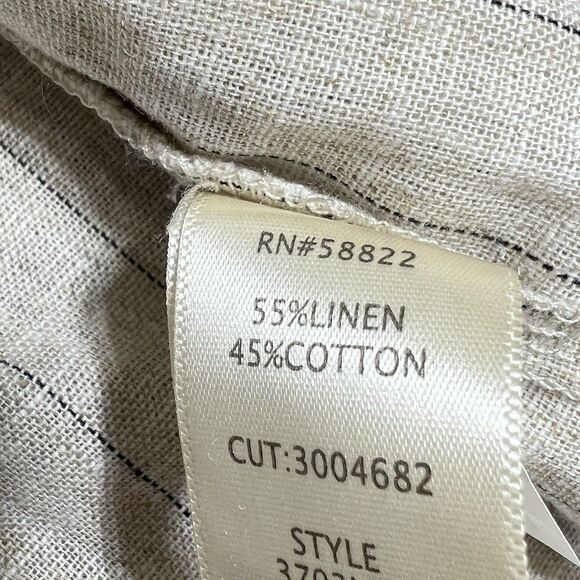 RN#58822
55%LINEN
45%COTTON
CUT:3004682
STYLE